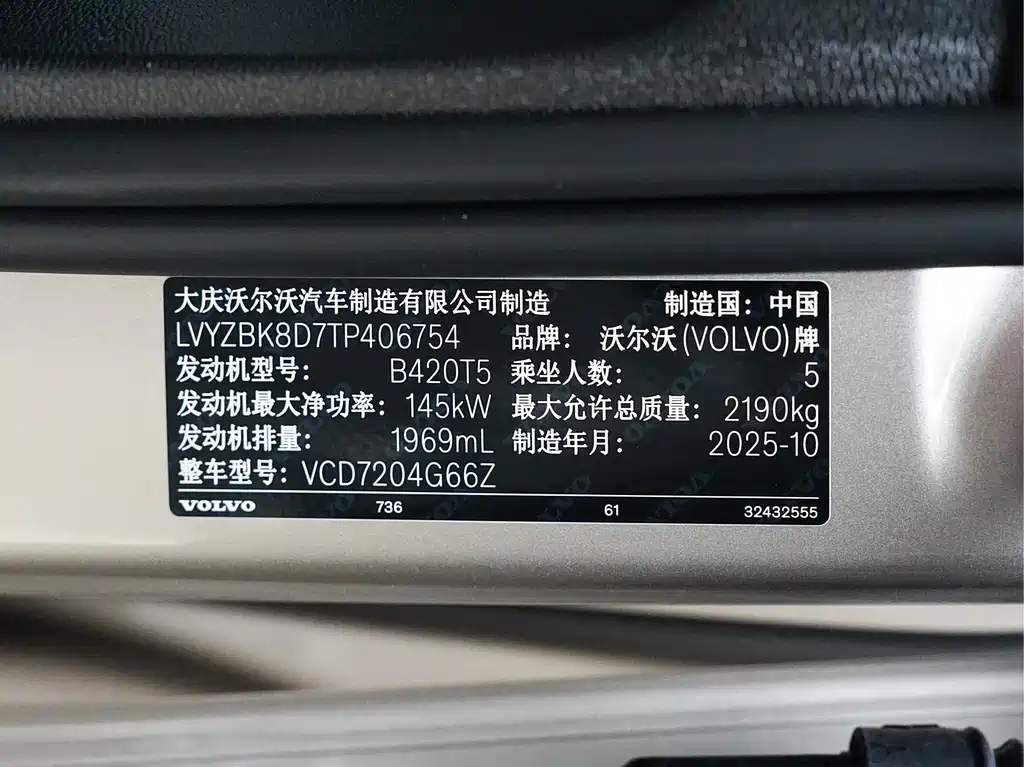 大庆沃尔沃汽车制造有限公司制造 制造国：中国
LVYZBK8D7TP406754 品牌：沃尔沃(VOLVO)牌
发动机型号：B420T5 乘坐人数：5
发动机最大净功率：145kW 最大允许总质量：2190kg
发动机排量：1969mL 制造年月：2025-10
整车型号：VCD7204G66Z
VOLVO 736 61 32432555